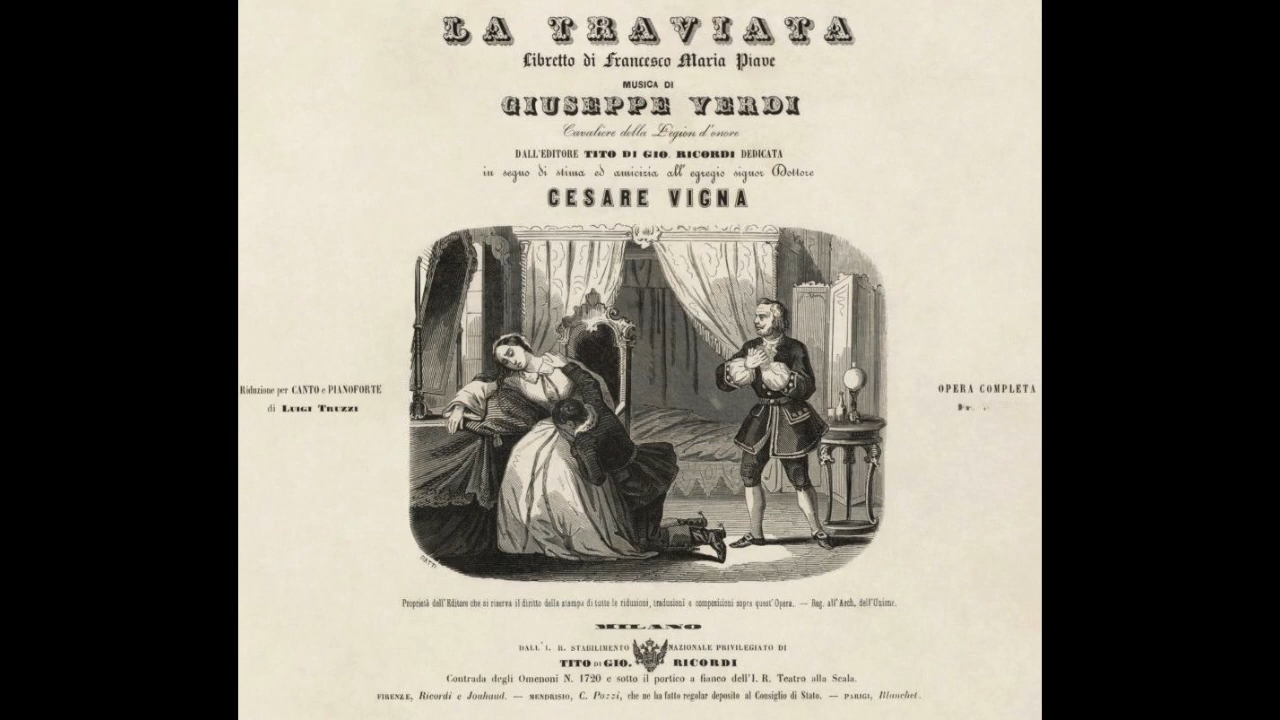 LA TRAVIATA
Libretto di Francesco Maria Piave
MUSICA DI
GIUSEPPE VERDI
Cavaliere della Legion d'onore
DALL'EDITORE TITO DI GIO. RICORDI DEDICATA
in segno di stima ed amicizia all' egregio signor Dottore
CESARE VIGNA
Riduzione per CANTO e PIANOFORTE
di LUIGI TRUZZI
OPERA COMPLETA
Fr.
RATTI
Proprietà dell'Editore che si riserva il diritto della stampa di tutte le riduzioni, traduzioni e composizioni sopra quest'Opera. — Reg. all'Arch. dell'Unione.
MILANO
DALL' I. R. STABILIMENTO NAZIONALE PRIVILEGIATO DI
TITO DI GIO. RICORDI
Contrada degli Omenoni N. 1720 e sotto il portico a fianco dell'I. R. Teatro alla Scala.
FIRENZE, Ricordi e Jouhaud. — MENDRISIO, C. Pozzi, che ne ha fatto regolar deposito al Consiglio di Stato. — PARIGI, Blanchet.